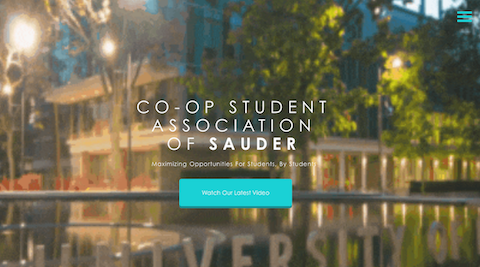 CO-OP STUDENT
ASSOCIATION
OF SAUDER
Maximizing Opportunities For Students, By Students
Watch Our Latest Video
UNIVERSITY OF